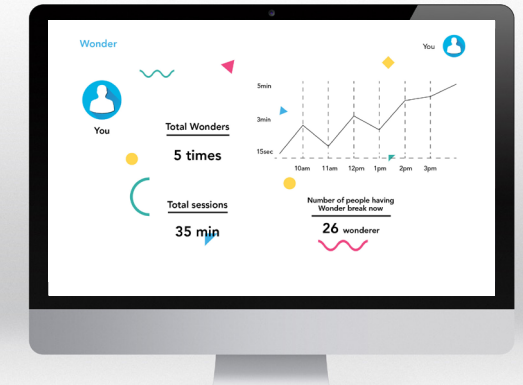 Wonder
You
You
Total Wonders
5 times
Total sessions
35 min
5min
3min
15sec
10am 11am 12pm 1pm 2pm 3pm
Number of people having
Wonder break now
26 wonderer